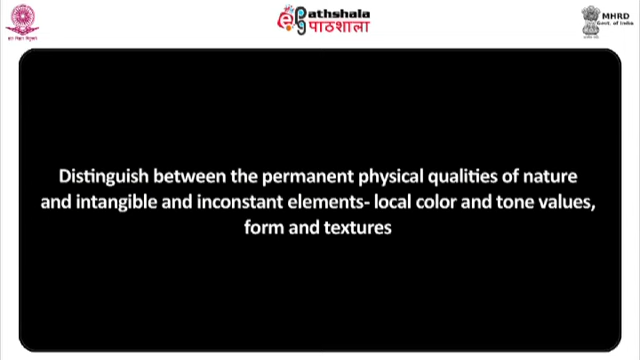 Pathshala
पाठशाला
MHRD
Govt. of India
Distinguish between the permanent physical qualities of nature
and intangible and inconstant elements- local color and tone values,
form and textures